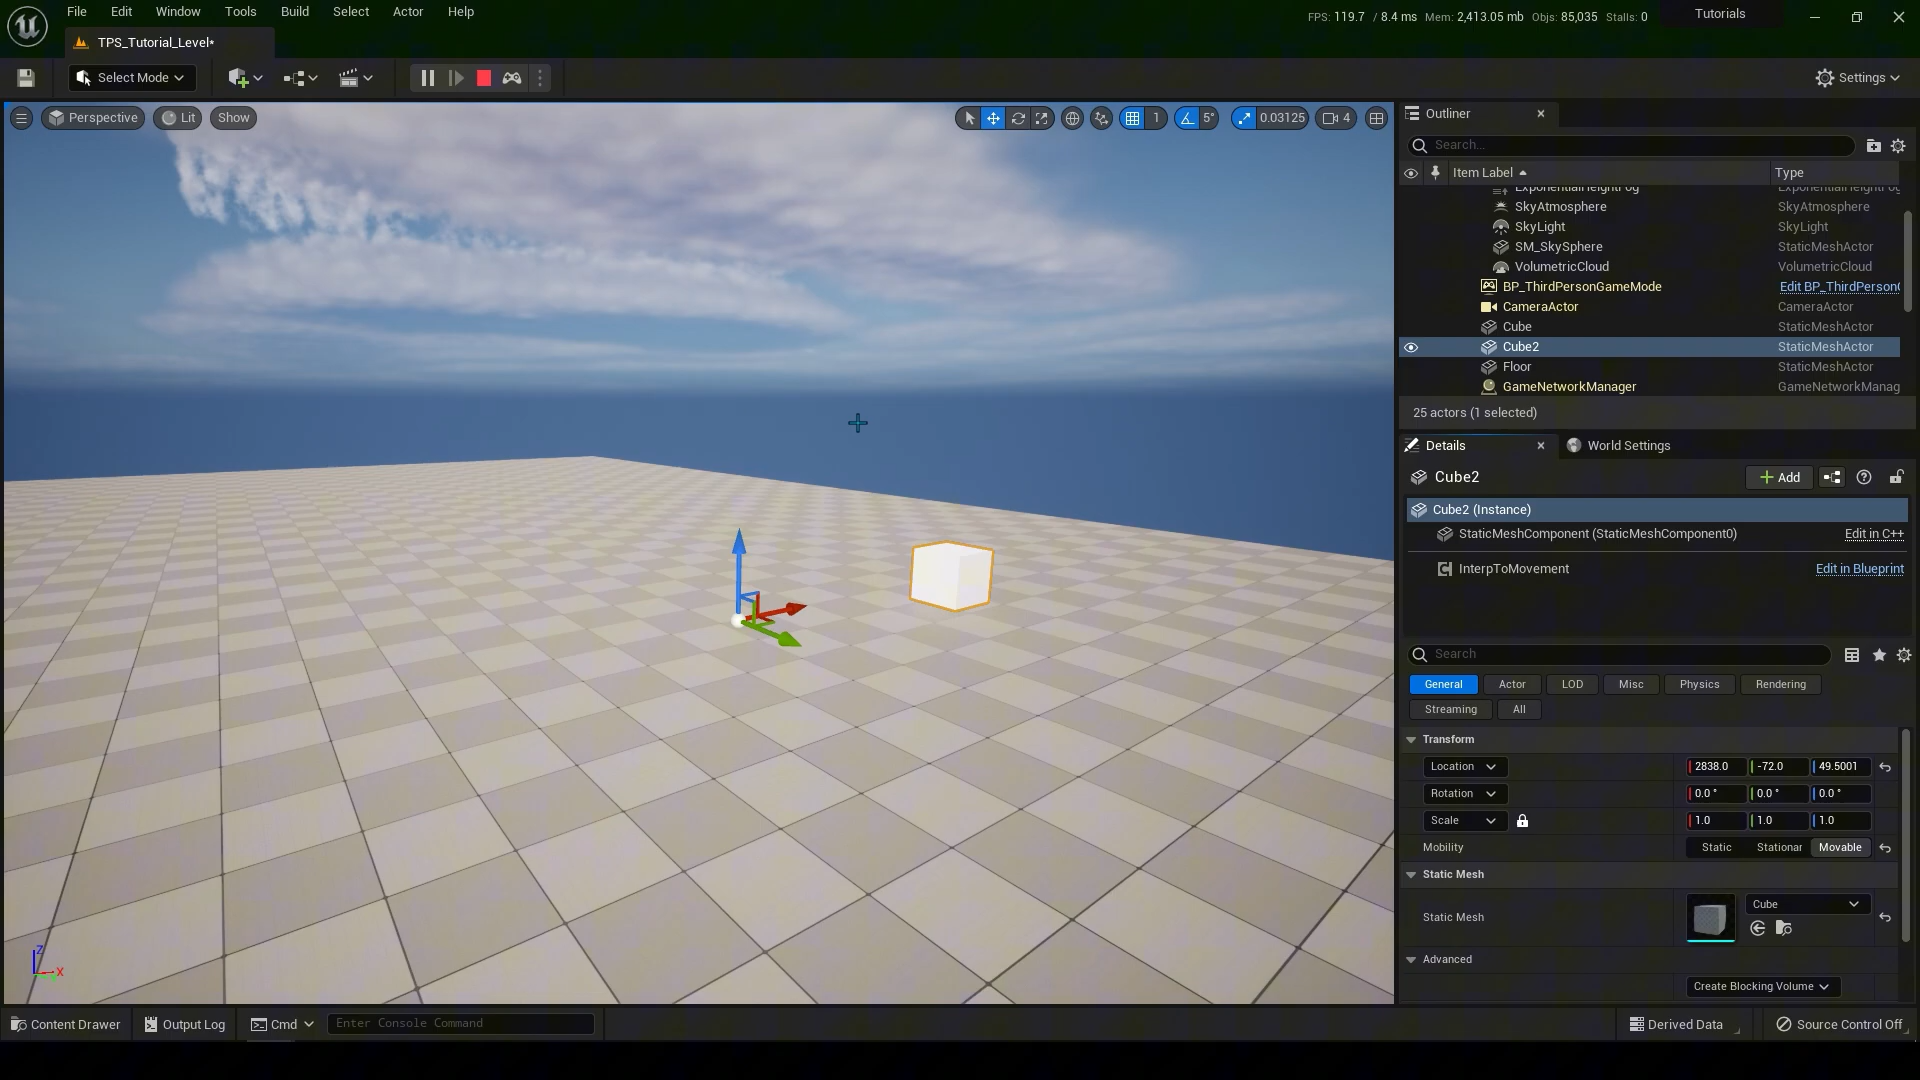 File Edit Window Tools Build Select Actor Help
FPS: 119.7 / 8.4 ms Mem: 2,413.05 mb Objs: 85,035 Stalls: 0
Tutorials
TPS_Tutorial_Level*
Select Mode
Settings
Perspective Lit Show
1 5° 0.03125 4
Outliner
Search...
Item Label Type
ExponentialHeightFog ExponentialHeightFog
SkyAtmosphere SkyAtmosphere
SkyLight SkyLight
SM_SkySphere StaticMeshActor
VolumetricCloud VolumetricCloud
BP_ThirdPersonGameMode Edit BP_ThirdPerson
CameraActor CameraActor
Cube StaticMeshActor
Cube2 StaticMeshActor
Floor StaticMeshActor
GameNetworkManager GameNetworkManag
25 actors (1 selected)
Details World Settings
Cube2
Add
Cube2 (Instance)
StaticMeshComponent (StaticMeshComponent0) Edit in C++
InterpToMovement Edit in Blueprint
Search
General Actor LOD Misc Physics Rendering
Streaming All
Transform
Location 2838.0 -72.0 49.5001
Rotation 0.0 ° 0.0 ° 0.0 °
Scale 1.0 1.0 1.0
Mobility Static Stationar Movable
Static Mesh
Static Mesh Cube
Advanced
Create Blocking Volume
Z
X
Content Drawer Output Log Cmd Enter Console Command
Derived Data Source Control Off